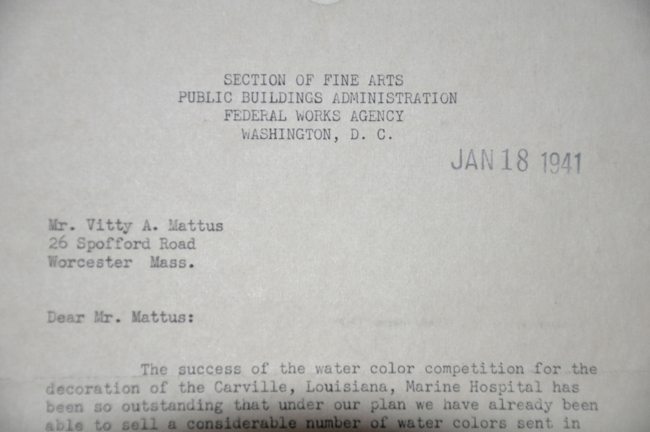 SECTION OF FINE ARTS
PUBLIC BUILDINGS ADMINISTRATION
FEDERAL WORKS AGENCY
WASHINGTON, D. C.
JAN 18 1941
Mr. Vitty A. Mattus
26 Spofford Road
Worcester Mass.
Dear Mr. Mattus:
The success of the water color competition for the
decoration of the Carville, Louisiana, Marine Hospital has
been so outstanding that under our plan we have already been
able to sell a considerable number of water colors sent in